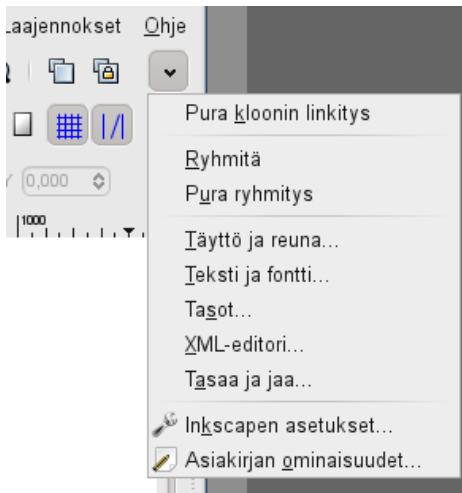 Laajennokset Ohje
Y 0,000
1000
Pura kloonin linkitys
Ryhmitä
Pura ryhmitys
Täyttö ja reuna...
Teksti ja fontti...
Tasot...
XML-editori...
Tasaa ja jaa...
Inkscapen asetukset...
Asiakirjan ominaisuudet...